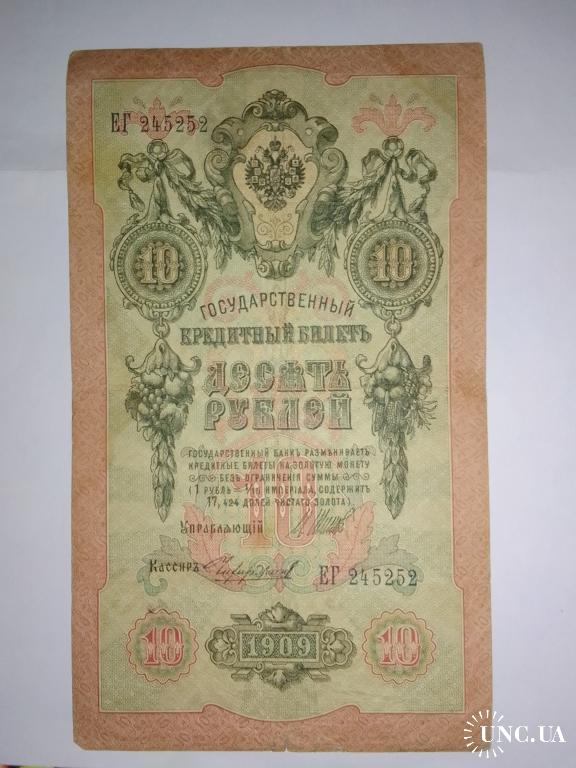 ЕГ 245252
10 10
ГОСУДАРСТВЕННЫЙ
КРЕДИТНЫЙ БИЛЕТЪ
ДЕСЯТЬ
РУБЛЕЙ
ГОСУДАРСТВЕННЫЙ БАНКЪ РАЗМѢНИВАЕТЪ
КРЕДИТНЫЕ БИЛЕТЫ НА ЗОЛОТУЮ МОНЕТУ
БЕЗЪ ОГРАНИЧЕНІЯ СУММЫ
(1 РУБЛЬ = 1/15 ИМПЕРІАЛА, СОДЕРЖИТЪ
17,424 ДОЛЕЙ ЧИСТАГО ЗОЛОТА)
10
Управляющій
Кассиръ
ЕГ 245252
10 1909 10
UNC.UA